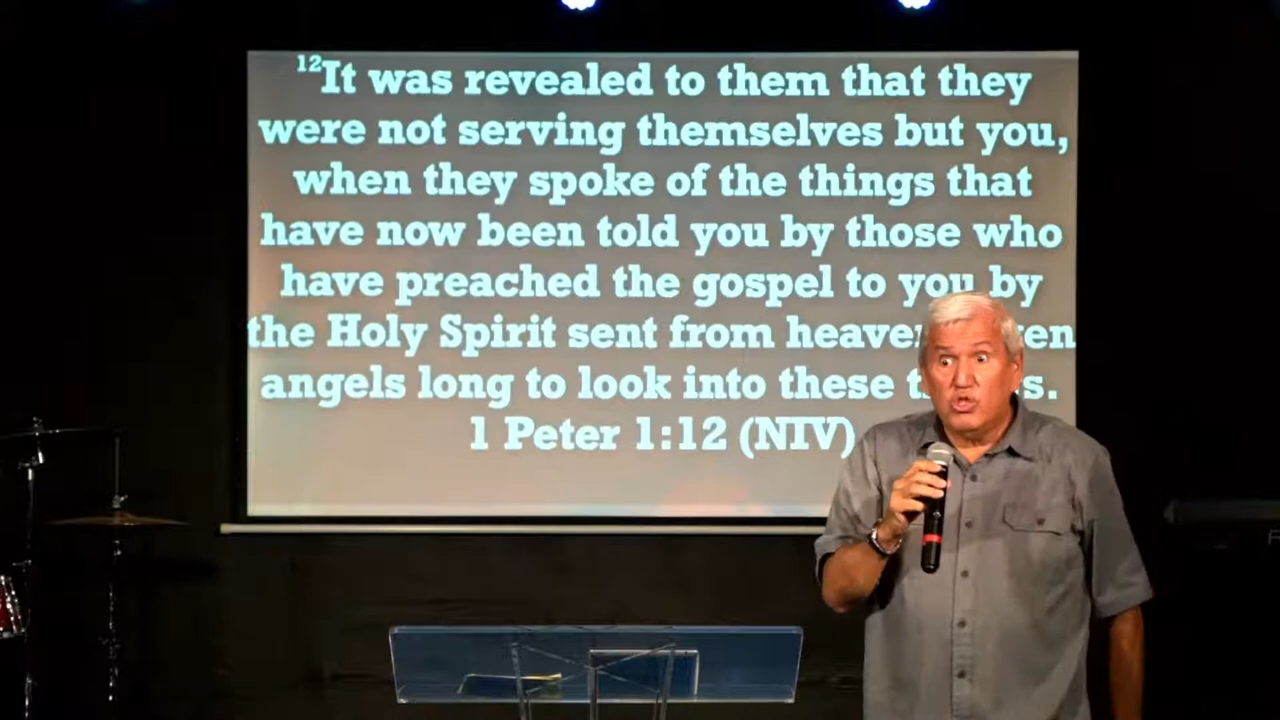 ¹²It was revealed to them that they
were not serving themselves but you,
when they spoke of the things that
have now been told you by those who
have preached the gospel to you by
the Holy Spirit sent from heaven
angels long to look into these
1 Peter 1:12 (NIV)